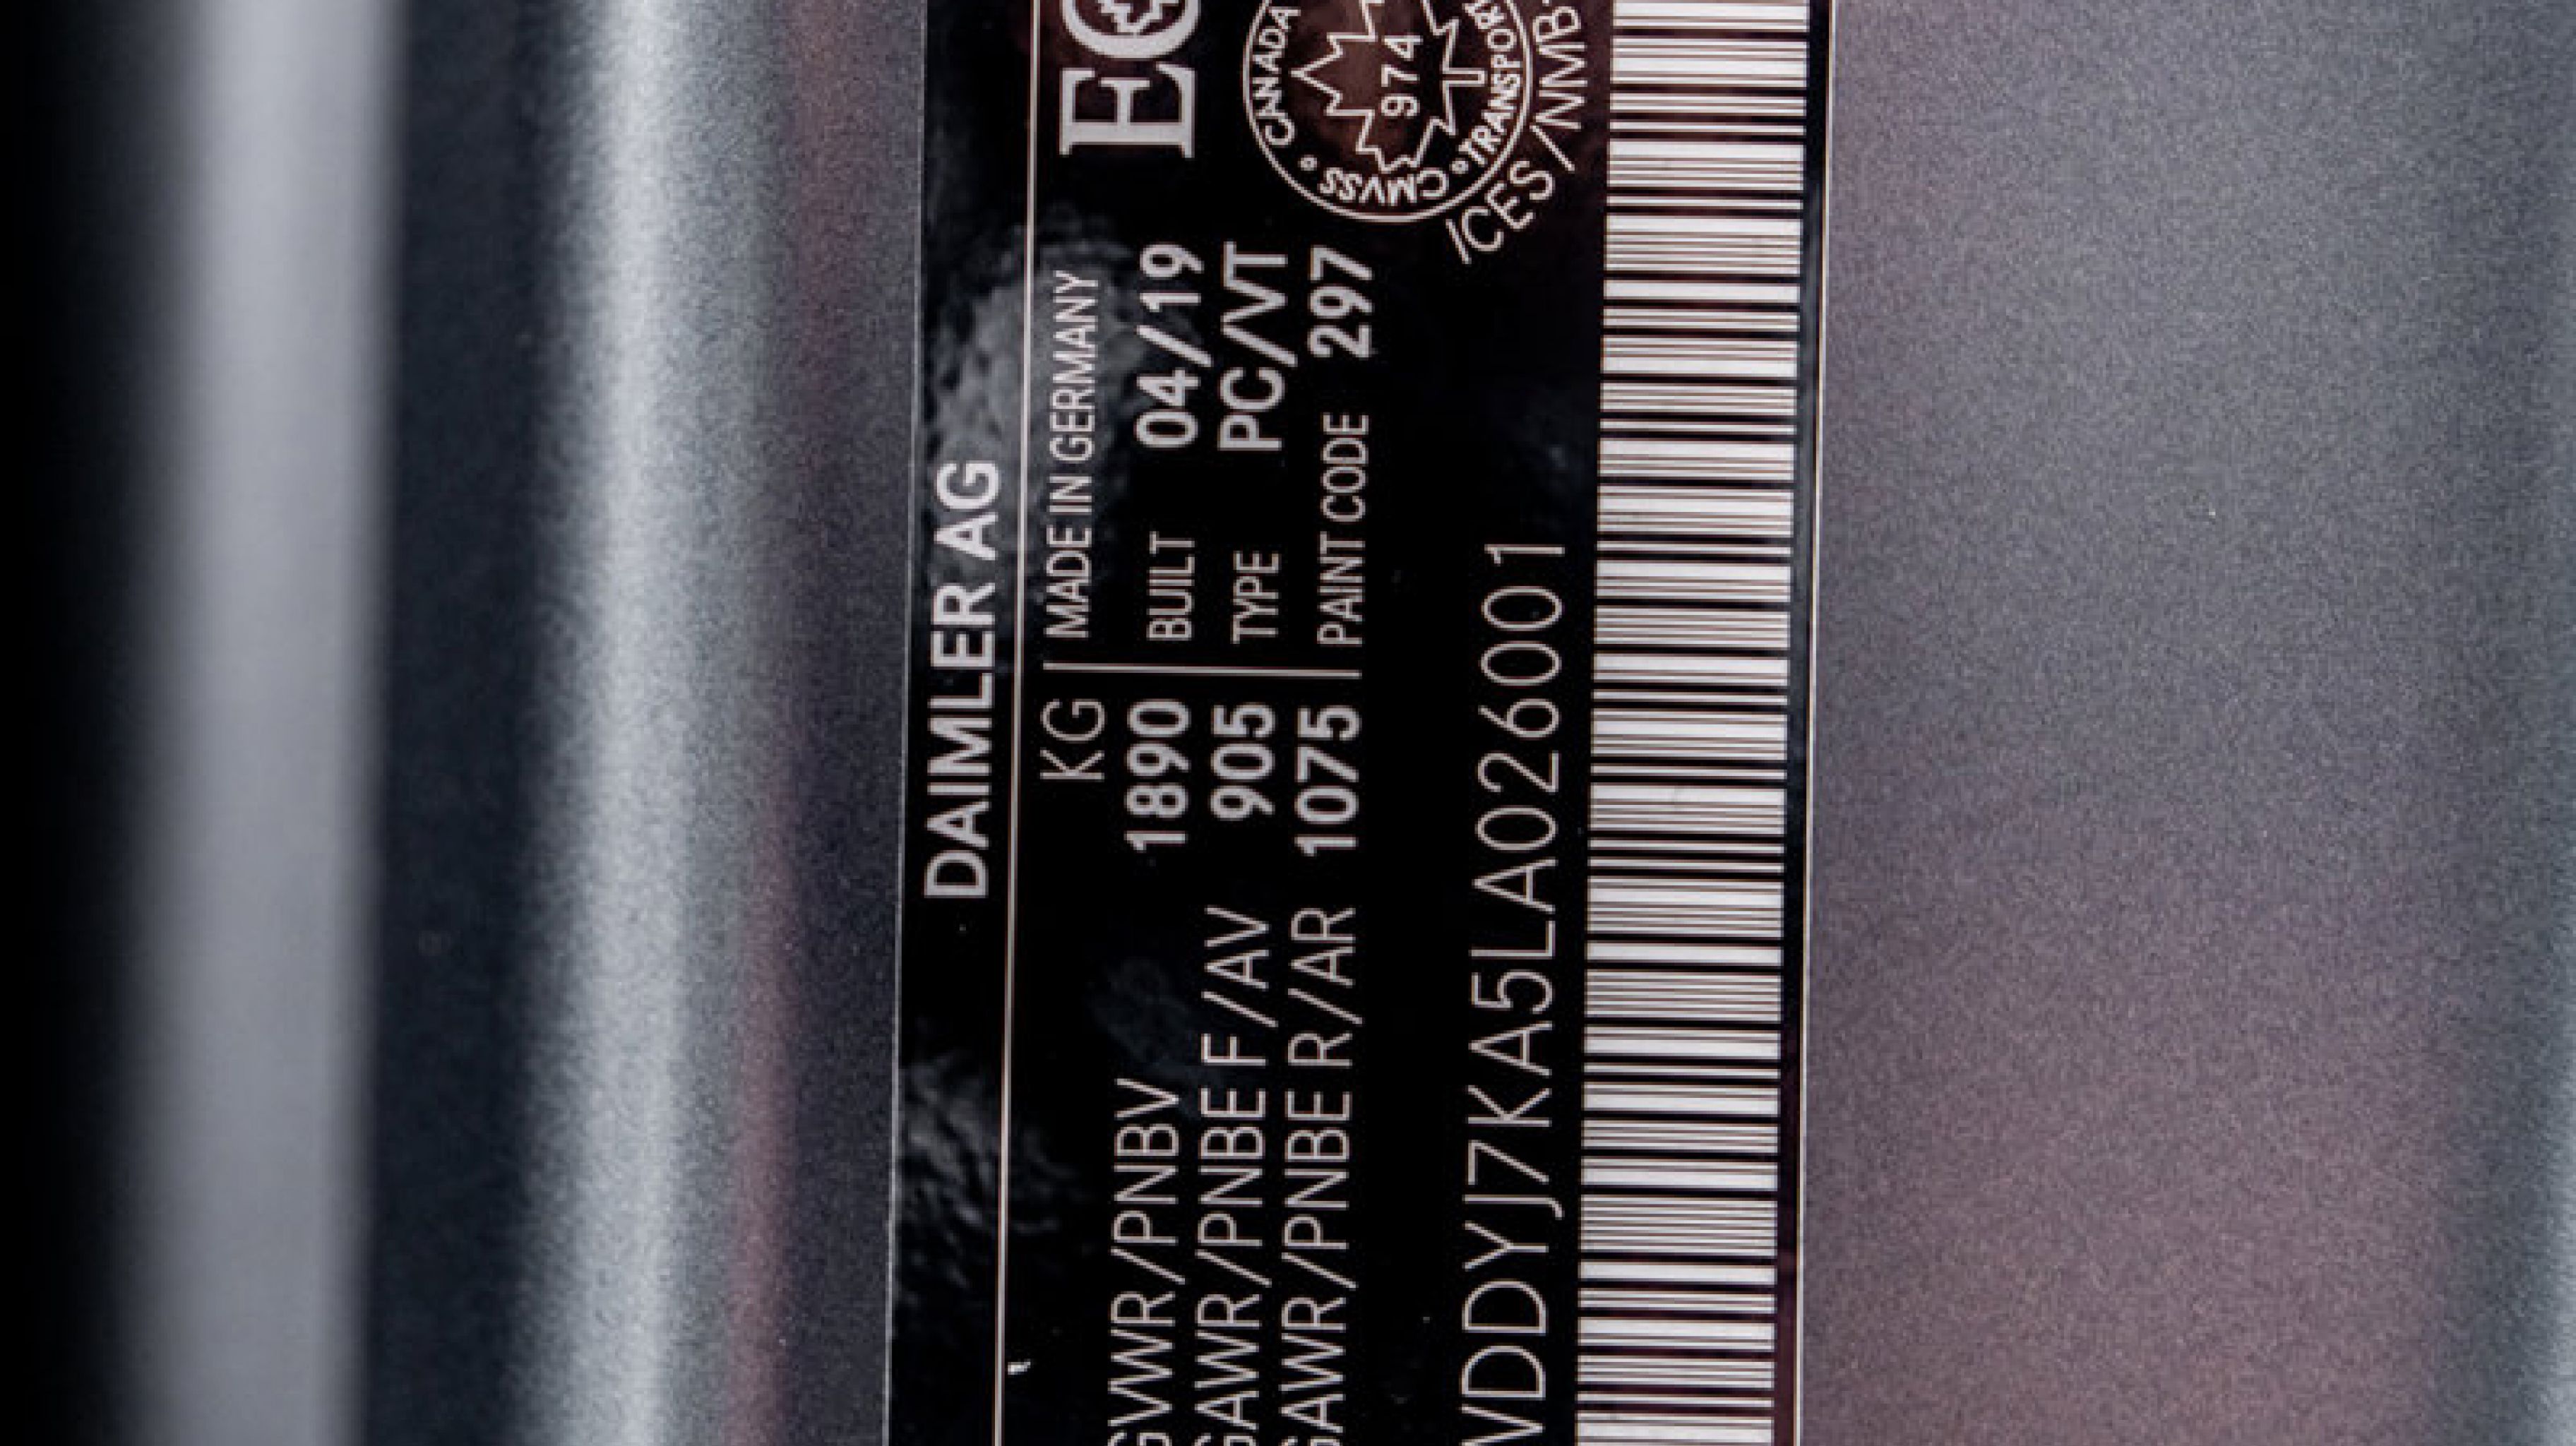 DAIMLER AG
KG
GVWR/PNBV 1890
GAWR/PNBE F/AV 905
GAWR/PNBE R/AR 1075
MADE IN GERMANY
BUILT 04/19
TYPE PC/VT
PAINT CODE 297
CANADA
974
TRANSPORT
CMVSS
ICES/NMB
WDDYJ7KA5LA026001